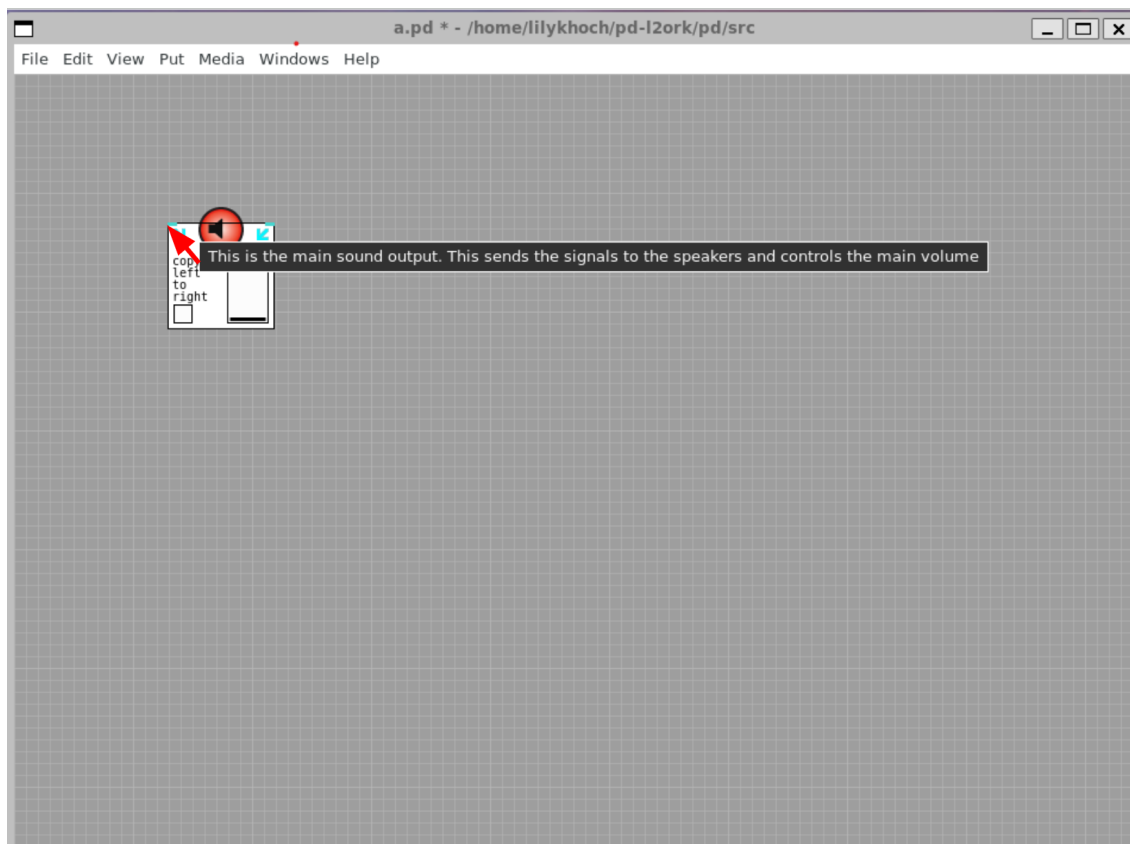 a.pd * - /home/lilykhoch/pd-l2ork/pd/src
File Edit View Put Media Windows Help
This is the main sound output. This sends the signals to the speakers and controls the main volume
copy
left
to
right